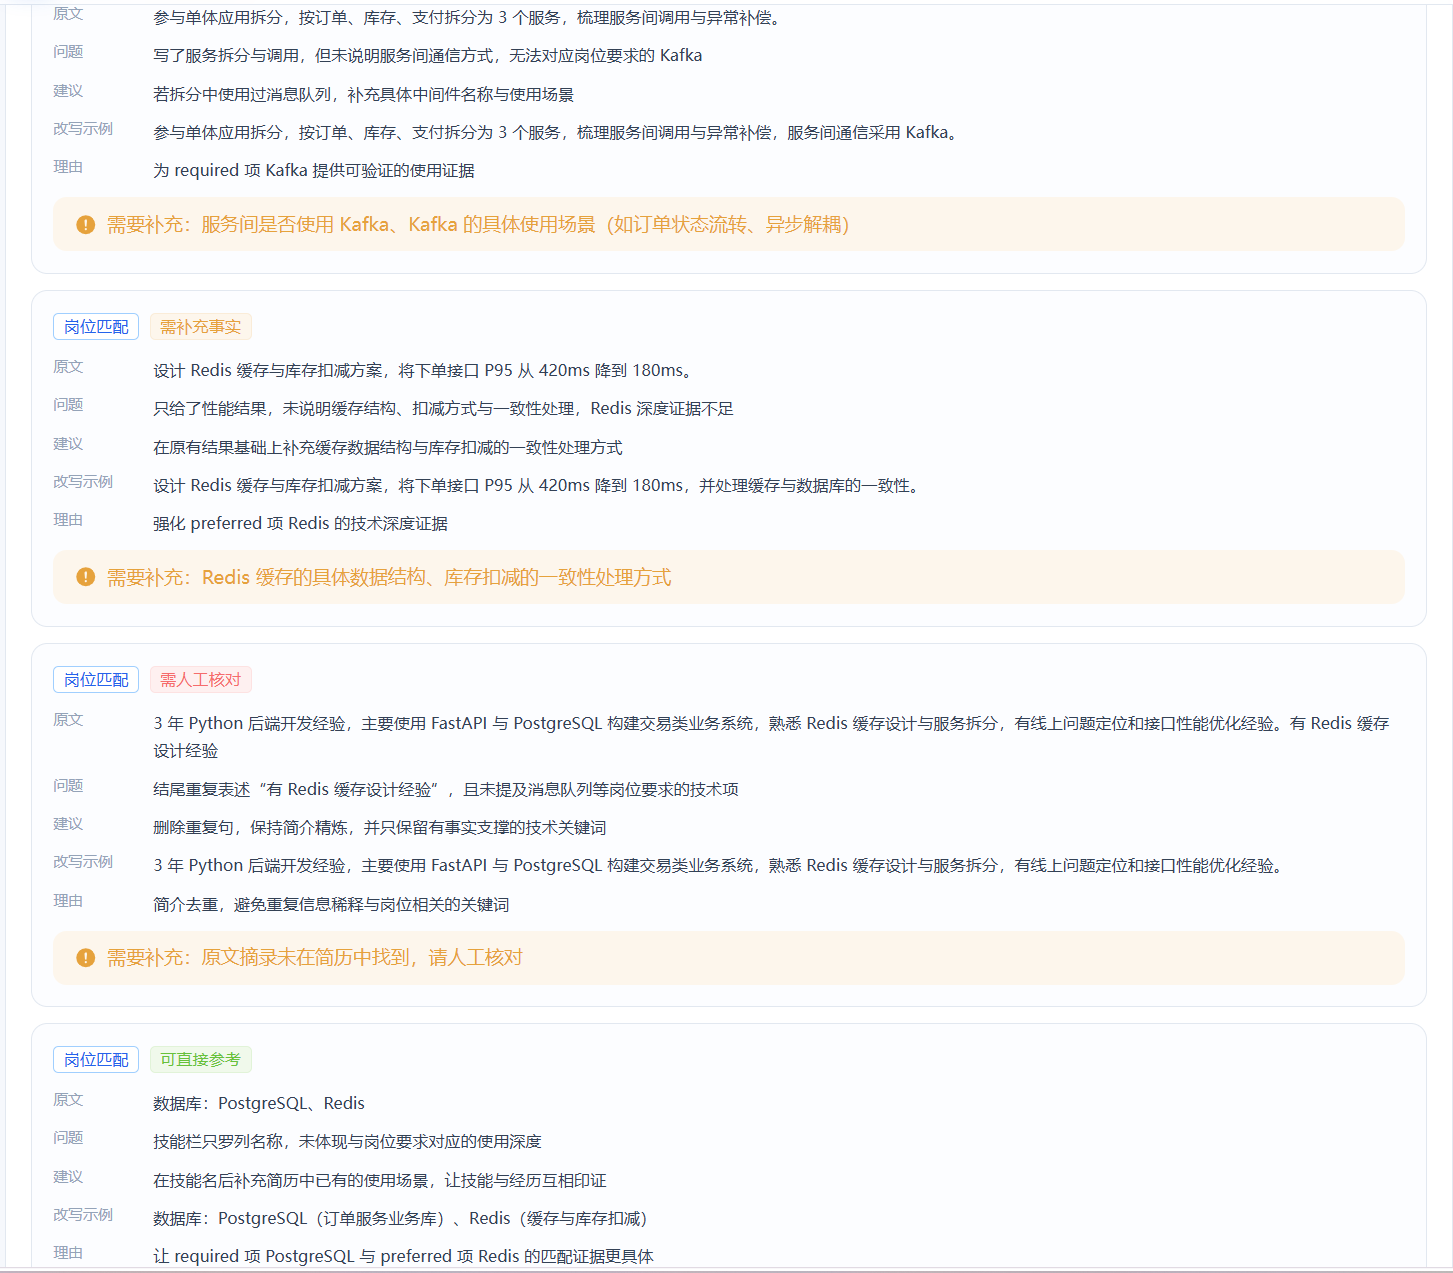 原文 参与单体应用拆分，按订单、库存、支付拆分为 3 个服务，梳理服务间调用与异常补偿。
问题 写了服务拆分与调用，但未说明服务间通信方式，无法对应岗位要求的 Kafka
建议 若拆分中使用过消息队列，补充具体中间件名称与使用场景
改写示例 参与单体应用拆分，按订单、库存、支付拆分为 3 个服务，梳理服务间调用与异常补偿，服务间通信采用 Kafka。
理由 为 required 项 Kafka 提供可验证的使用证据
需要补充：服务间是否使用 Kafka、Kafka 的具体使用场景（如订单状态流转、异步解耦）
岗位匹配 需补充事实
原文 设计 Redis 缓存与库存扣减方案，将下单接口 P95 从 420ms 降到 180ms。
问题 只给了性能结果，未说明缓存结构、扣减方式与一致性处理，Redis 深度证据不足
建议 在原有结果基础上补充缓存数据结构与库存扣减的一致性处理方式
改写示例 设计 Redis 缓存与库存扣减方案，将下单接口 P95 从 420ms 降到 180ms，并处理缓存与数据库的一致性。
理由 强化 preferred 项 Redis 的技术深度证据
需要补充：Redis 缓存的具体数据结构、库存扣减的一致性处理方式
岗位匹配 需人工核对
原文 3 年 Python 后端开发经验，主要使用 FastAPI 与 PostgreSQL 构建交易类业务系统，熟悉 Redis 缓存设计与服务拆分，有线上问题定位和接口性能优化经验。有 Redis 缓存
设计经验
问题 结尾重复表述“有 Redis 缓存设计经验”，且未提及消息队列等岗位要求的技术项
建议 删除重复句，保持简介精炼，并只保留有事实支撑的技术关键词
改写示例 3 年 Python 后端开发经验，主要使用 FastAPI 与 PostgreSQL 构建交易类业务系统，熟悉 Redis 缓存设计与服务拆分，有线上问题定位和接口性能优化经验。
理由 简介去重，避免重复信息稀释与岗位相关的关键词
需要补充：原文摘录未在简历中找到，请人工核对
岗位匹配 可直接参考
原文 数据库：PostgreSQL、Redis
问题 技能栏只罗列名称，未体现与岗位要求对应的使用深度
建议 在技能名后补充简历中已有的使用场景，让技能与经历互相印证
改写示例 数据库：PostgreSQL（订单服务业务库）、Redis（缓存与库存扣减）
理由 让 required 项 PostgreSQL 与 preferred 项 Redis 的匹配证据更具体